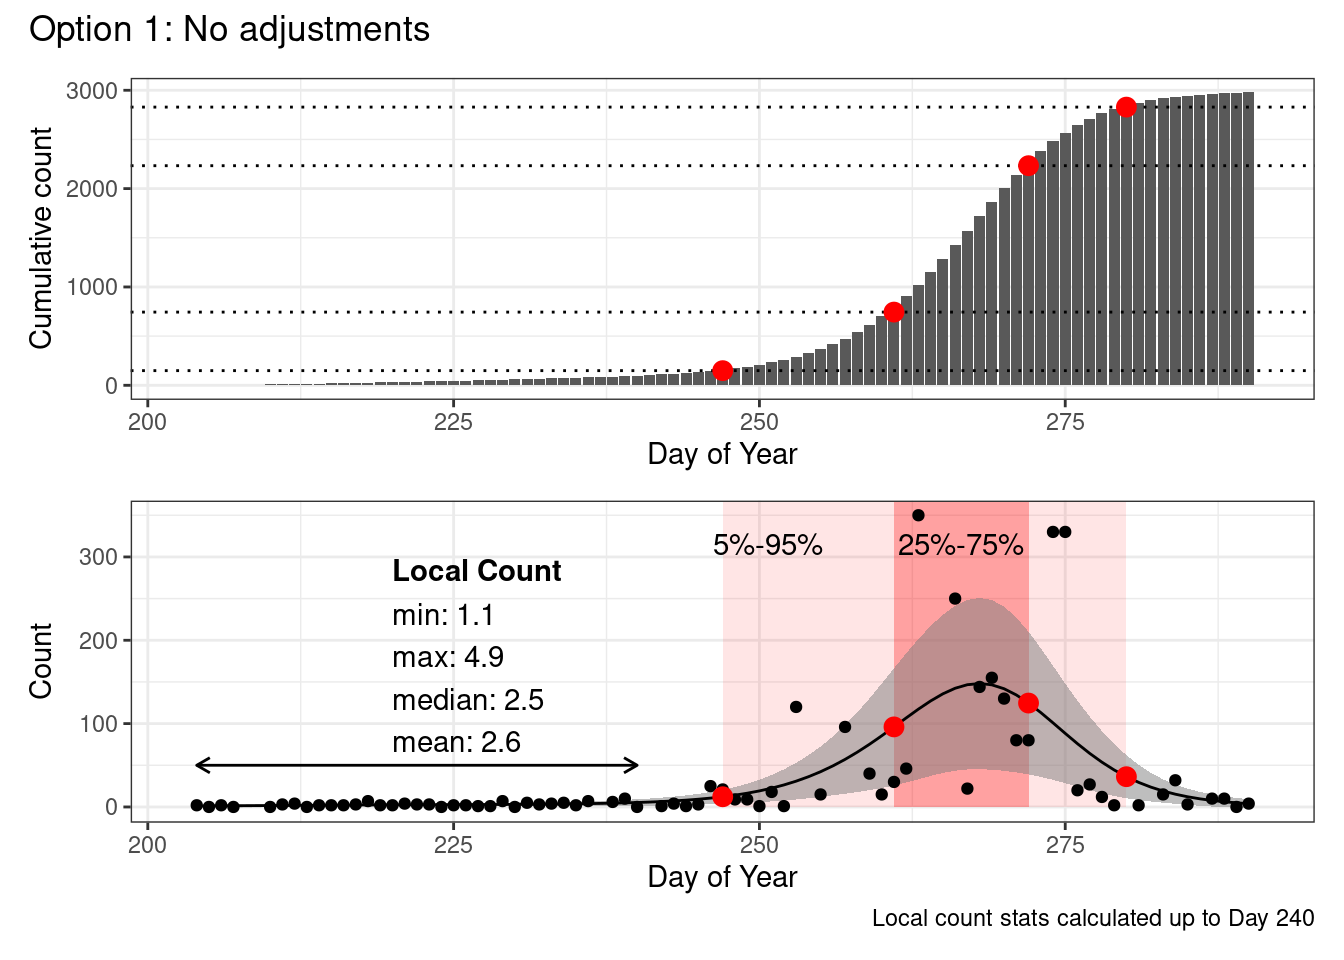 Option 1: No adjustments
3000
2000
1000
0
Cumulative count
200 225 250 275
Day of Year
300
200
100
0
Count
5%-95% 25%-75%
Local Count
min: 1.1
max: 4.9
median: 2.5
mean: 2.6
200 225 250 275
Day of Year
Local count stats calculated up to Day 240